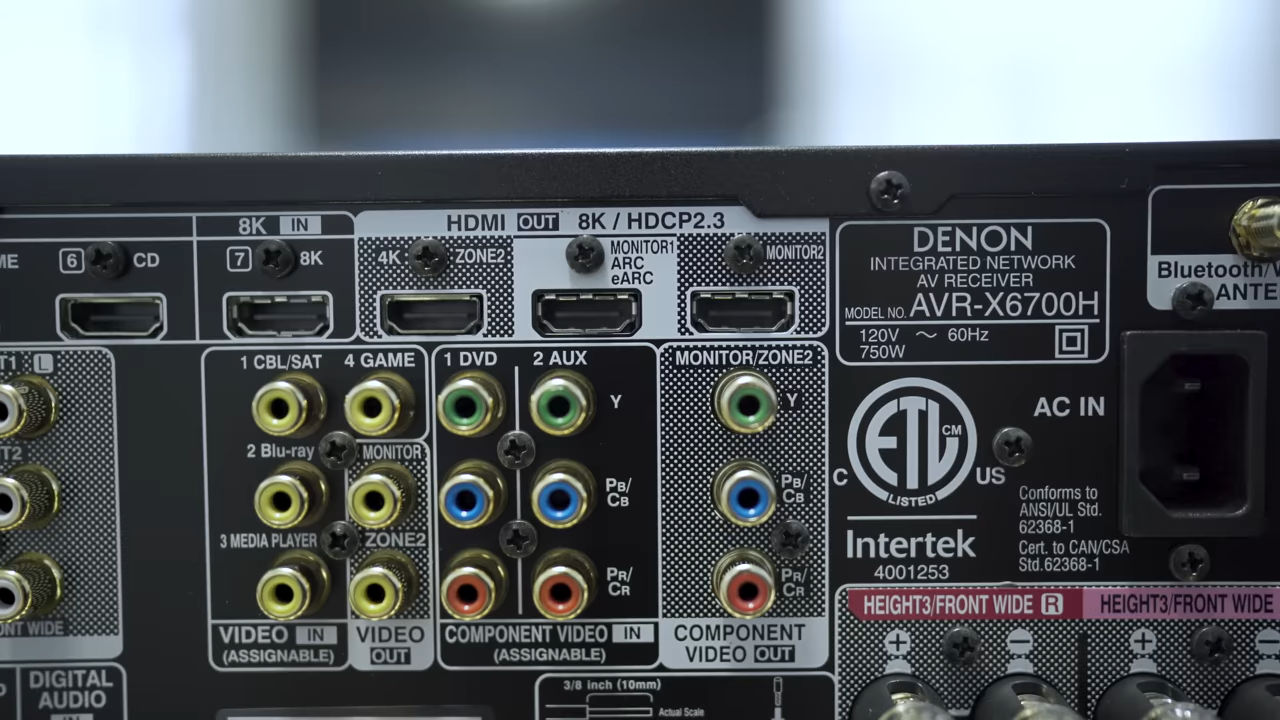 8K IN
HDMI OUT 8K / HDCP2.3
ME
6 CD
7 8K
4K ZONE2
MONITOR1
ARC
eARC
MONITOR2
DENON
INTEGRATED NETWORK
AV RECEIVER
MODEL NO. AVR-X6700H
120V ～ 60Hz
750W
Bluetooth/
ANTE
T1 L
1 CBL/SAT
4 GAME
1 DVD
2 AUX
MONITOR/ZONE2
Y
Y
AC IN
T2
2 Blu-ray
MONITOR
PB/
CB
PB/
CB
ETL
CM
C
US
LISTED
Conforms to
ANSI/UL Std.
62368-1
Cert. to CAN/CSA
Std.62368-1
3 MEDIA PLAYER
ZONE2
PR/
CR
PR/
CR
Intertek
4001253
NT WIDE
VIDEO IN
(ASSIGNABLE)
VIDEO
OUT
COMPONENT VIDEO IN
(ASSIGNABLE)
COMPONENT
VIDEO OUT
HEIGHT3/FRONT WIDE R
HEIGHT3/FRONT WIDE
+ −
+ −
DIGITAL
AUDIO
3/8 inch (10mm)
Actual Scale